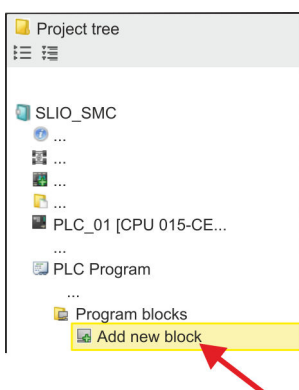 Project tree
SLIO_SMC
...
...
...
...
PLC_01 [CPU 015-CE...
...
PLC Program
...
Program blocks
Add new block